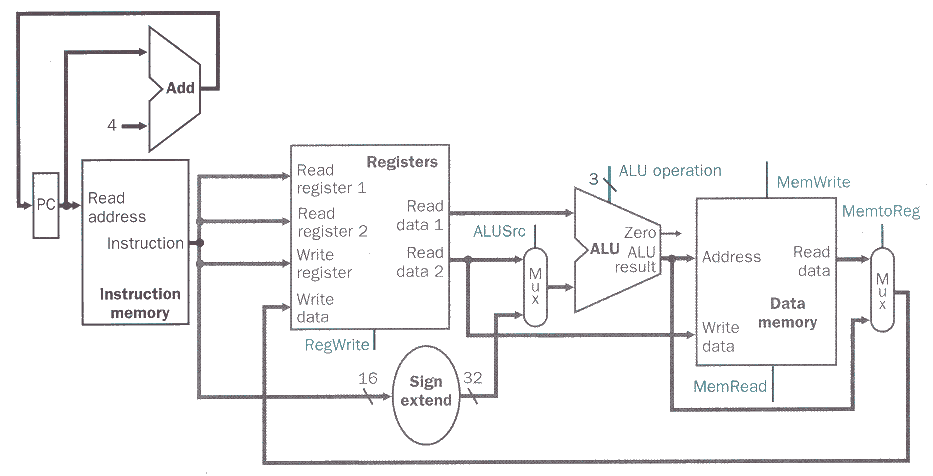 Add
4
PC
Read
address
Instruction
Instruction
memory
Read
register 1
Read
register 2
Write
register
Write
data
Registers
Read
data 1
Read
data 2
RegWrite
16
Sign
extend
32
ALUSrc
M
u
x
3
ALU operation
Zero
ALU
ALU
result
MemWrite
Address
Read
data
Data
memory
Write
data
MemRead
MemtoReg
M
u
x